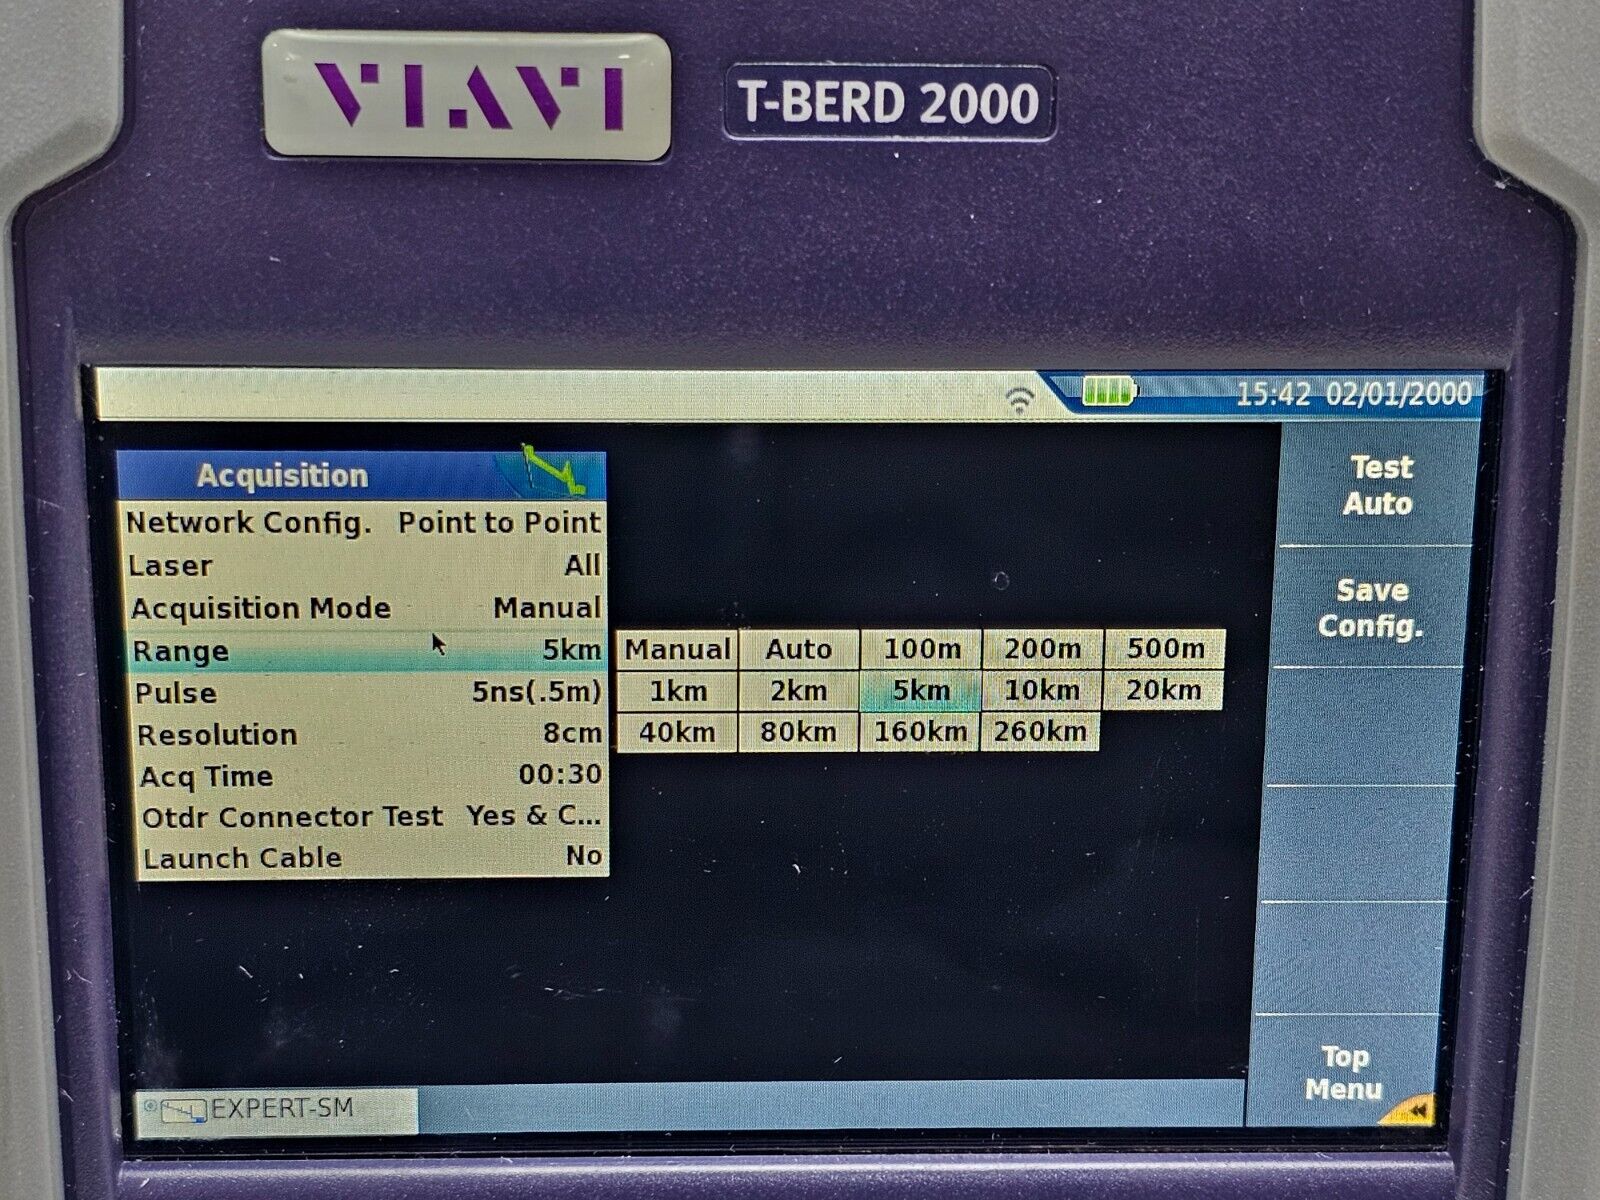 VIAVI
T-BERD 2000
15:42 02/01/2000
Acquisition
Network Config. Point to Point
Laser All
Acquisition Mode Manual
Range 5km
Pulse 5ns(.5m)
Resolution 8cm
Acq Time 00:30
Otdr Connector Test Yes & C...
Launch Cable No
Manual Auto 100m 200m 500m
1km 2km 5km 10km 20km
40km 80km 160km 260km
Test
Auto
Save
Config.
Top
Menu
EXPERT-SM